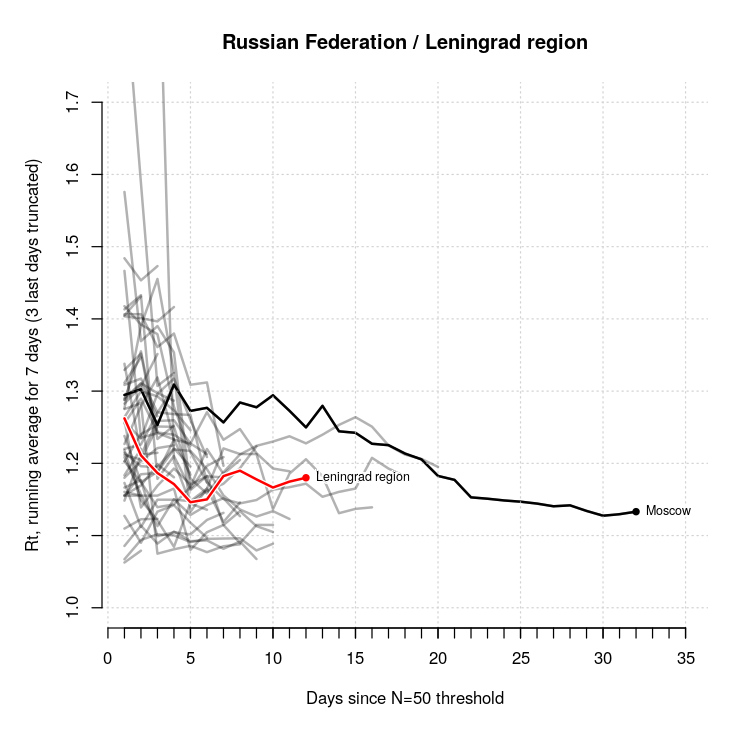 Russian Federation / Leningrad region
Rt, running average for 7 days (3 last days truncated)
1.7
1.6
1.5
1.4
1.3
1.2
1.1
1.0
Leningrad region
Moscow
0 5 10 15 20 25 30 35
Days since N=50 threshold